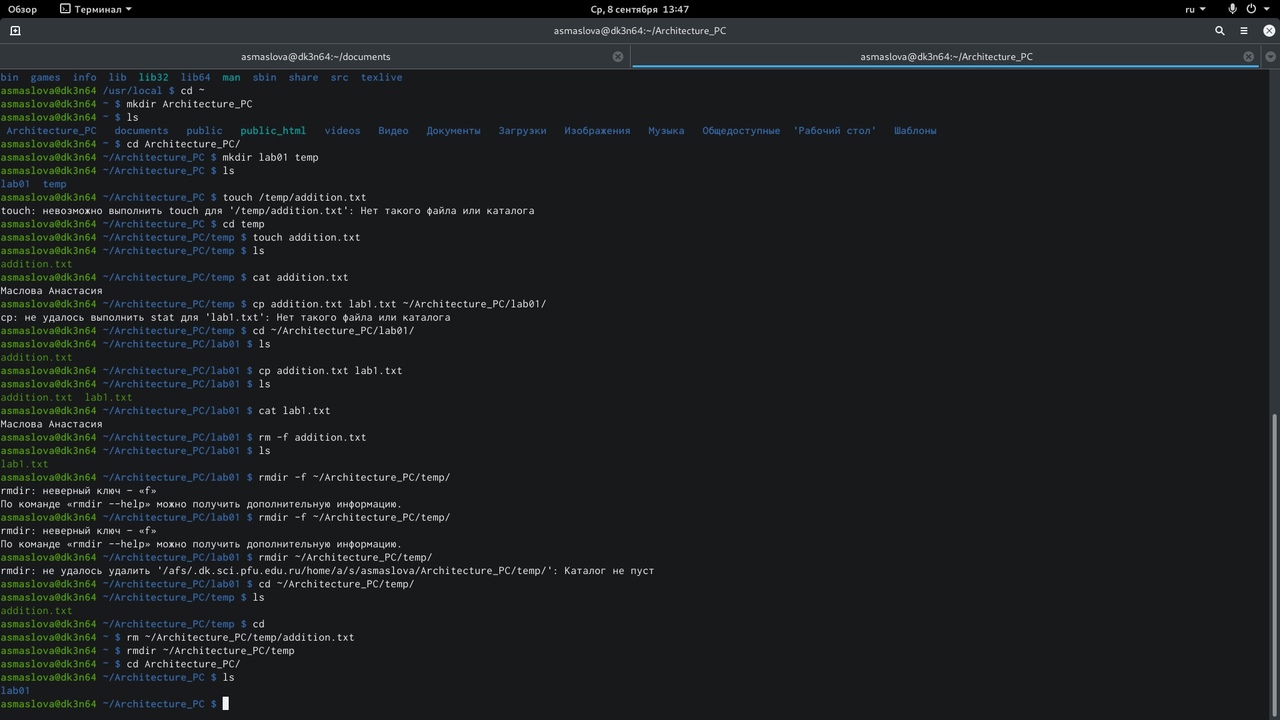 Обзор Терминал Ср, 8 сентября 13:47 ru
asmaslova@dk3n64:~/Architecture_PC
asmaslova@dk3n64:~/documents asmaslova@dk3n64:~/Architecture_PC
bin games info lib lib32 lib64 man sbin share src texlive
asmaslova@dk3n64 /usr/local $ cd ~
asmaslova@dk3n64 ~ $ mkdir Architecture_PC
asmaslova@dk3n64 ~ $ ls
Architecture_PC documents public public_html videos Видео Документы Загрузки Изображения Музыка Общедоступные 'Рабочий стол' Шаблоны
asmaslova@dk3n64 ~ $ cd Architecture_PC/
asmaslova@dk3n64 ~/Architecture_PC $ mkdir lab01 temp
asmaslova@dk3n64 ~/Architecture_PC $ ls
lab01 temp
asmaslova@dk3n64 ~/Architecture_PC $ touch /temp/addition.txt
touch: невозможно выполнить touch для '/temp/addition.txt': Нет такого файла или каталога
asmaslova@dk3n64 ~/Architecture_PC $ cd temp
asmaslova@dk3n64 ~/Architecture_PC/temp $ touch addition.txt
asmaslova@dk3n64 ~/Architecture_PC/temp $ ls
addition.txt
asmaslova@dk3n64 ~/Architecture_PC/temp $ cat addition.txt
Маслова Анастасия
asmaslova@dk3n64 ~/Architecture_PC/temp $ cp addition.txt lab1.txt ~/Architecture_PC/lab01/
cp: не удалось выполнить stat для 'lab1.txt': Нет такого файла или каталога
asmaslova@dk3n64 ~/Architecture_PC/temp $ cd ~/Architecture_PC/lab01/
asmaslova@dk3n64 ~/Architecture_PC/lab01 $ ls
addition.txt
asmaslova@dk3n64 ~/Architecture_PC/lab01 $ cp addition.txt lab1.txt
asmaslova@dk3n64 ~/Architecture_PC/lab01 $ ls
addition.txt lab1.txt
asmaslova@dk3n64 ~/Architecture_PC/lab01 $ cat lab1.txt
Маслова Анастасия
asmaslova@dk3n64 ~/Architecture_PC/lab01 $ rm -f addition.txt
asmaslova@dk3n64 ~/Architecture_PC/lab01 $ ls
lab1.txt
asmaslova@dk3n64 ~/Architecture_PC/lab01 $ rmdir -f ~/Architecture_PC/temp/
rmdir: неверный ключ – «f»
По команде «rmdir --help» можно получить дополнительную информацию.
asmaslova@dk3n64 ~/Architecture_PC/lab01 $ rmdir -f ~/Architecture_PC/temp/
rmdir: неверный ключ – «f»
По команде «rmdir --help» можно получить дополнительную информацию.
asmaslova@dk3n64 ~/Architecture_PC/lab01 $ rmdir ~/Architecture_PC/temp/
rmdir: не удалось удалить '/afs/.dk.sci.pfu.edu.ru/home/a/s/asmaslova/Architecture_PC/temp/': Каталог не пуст
asmaslova@dk3n64 ~/Architecture_PC/lab01 $ cd ~/Architecture_PC/temp/
asmaslova@dk3n64 ~/Architecture_PC/temp $ ls
addition.txt
asmaslova@dk3n64 ~/Architecture_PC/temp $ cd
asmaslova@dk3n64 ~ $ rm ~/Architecture_PC/temp/addition.txt
asmaslova@dk3n64 ~ $ rmdir ~/Architecture_PC/temp
asmaslova@dk3n64 ~ $ cd Architecture_PC/
asmaslova@dk3n64 ~/Architecture_PC $ ls
lab01
asmaslova@dk3n64 ~/Architecture_PC $